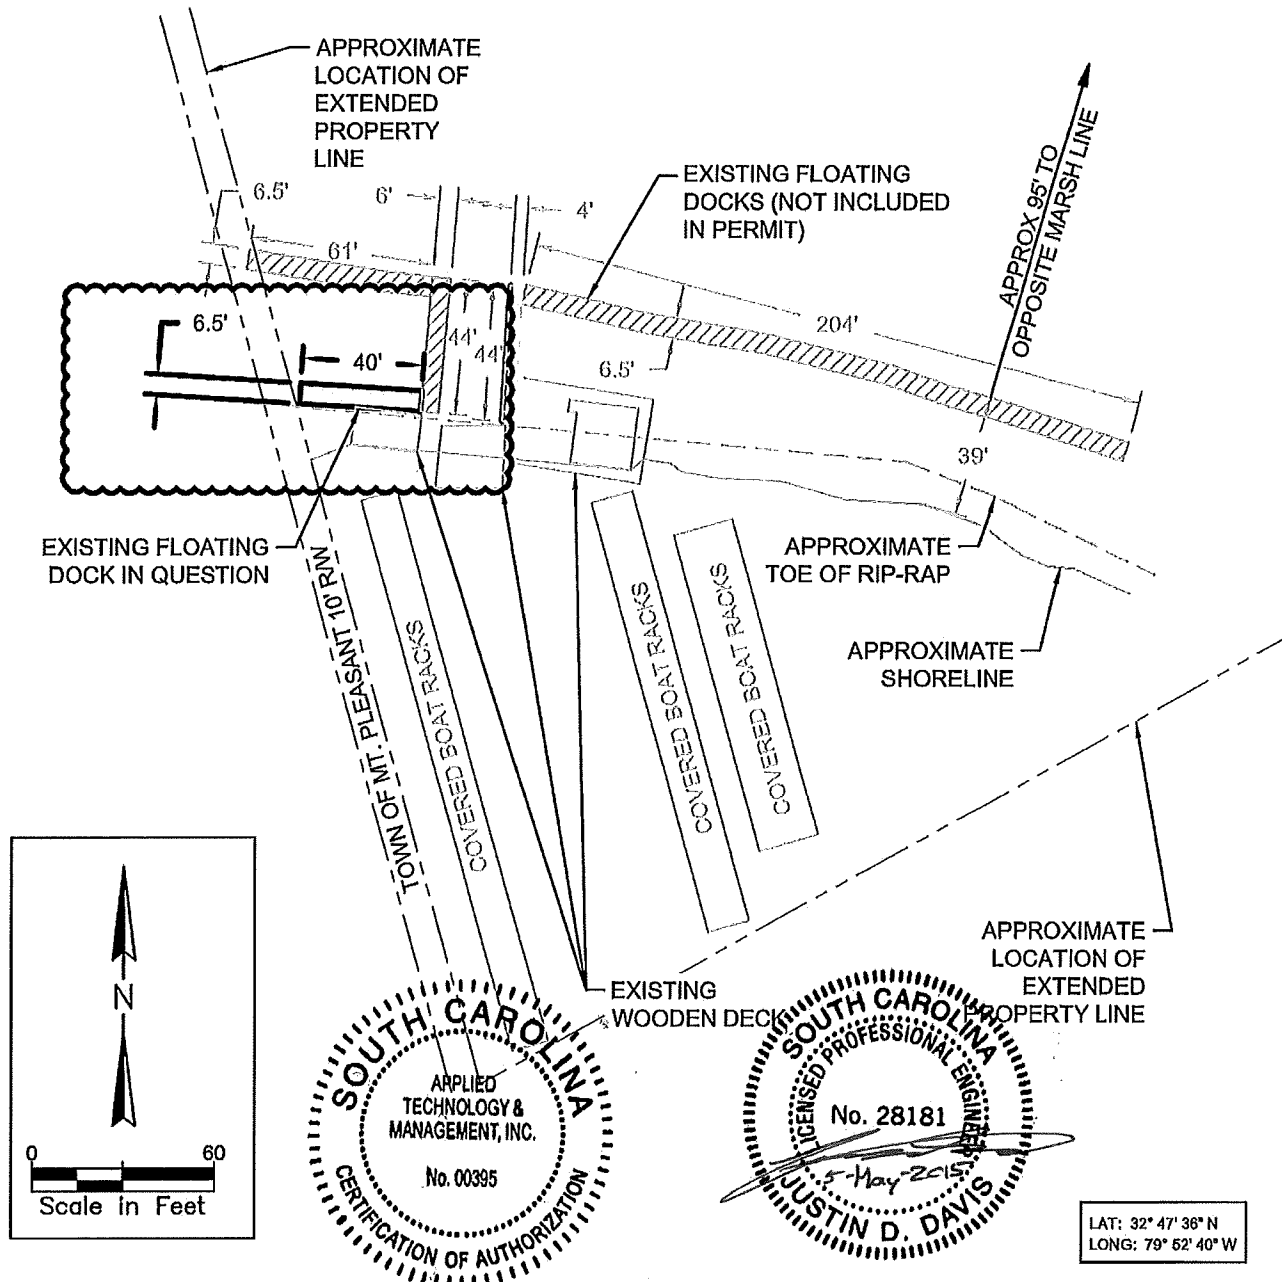 APPROXIMATE
LOCATION OF
EXTENDED
PROPERTY
LINE
6.5'
6'
4'
61'
EXISTING FLOATING
DOCKS (NOT INCLUDED
IN PERMIT)
APPROX 95' TO
OPPOSITE MARSH LINE
6.5'
40'
44'
44'
204'
6.5'
39'
EXISTING FLOATING
DOCK IN QUESTION
APPROXIMATE
TOE OF RIP-RAP
APPROXIMATE
SHORELINE
TOWN OF MT. PLEASANT 10' R/W
COVERED BOAT RACKS
COVERED BOAT RACKS
COVERED BOAT RACKS
APPROXIMATE
LOCATION OF
EXTENDED
PROPERTY LINE
EXISTING
WOODEN DECK
N
0 60
Scale in Feet
SOUTH CAROLINA
APPLIED
TECHNOLOGY &
MANAGEMENT, INC.
No. 00395
CERTIFICATION OF AUTHORIZATION
SOUTH CAROLINA
LICENSED PROFESSIONAL ENGINEER
No. 28181
5-May-2015
JUSTIN D. DAVIS
LAT: 32° 47' 36" N
LONG: 79° 52' 40" W